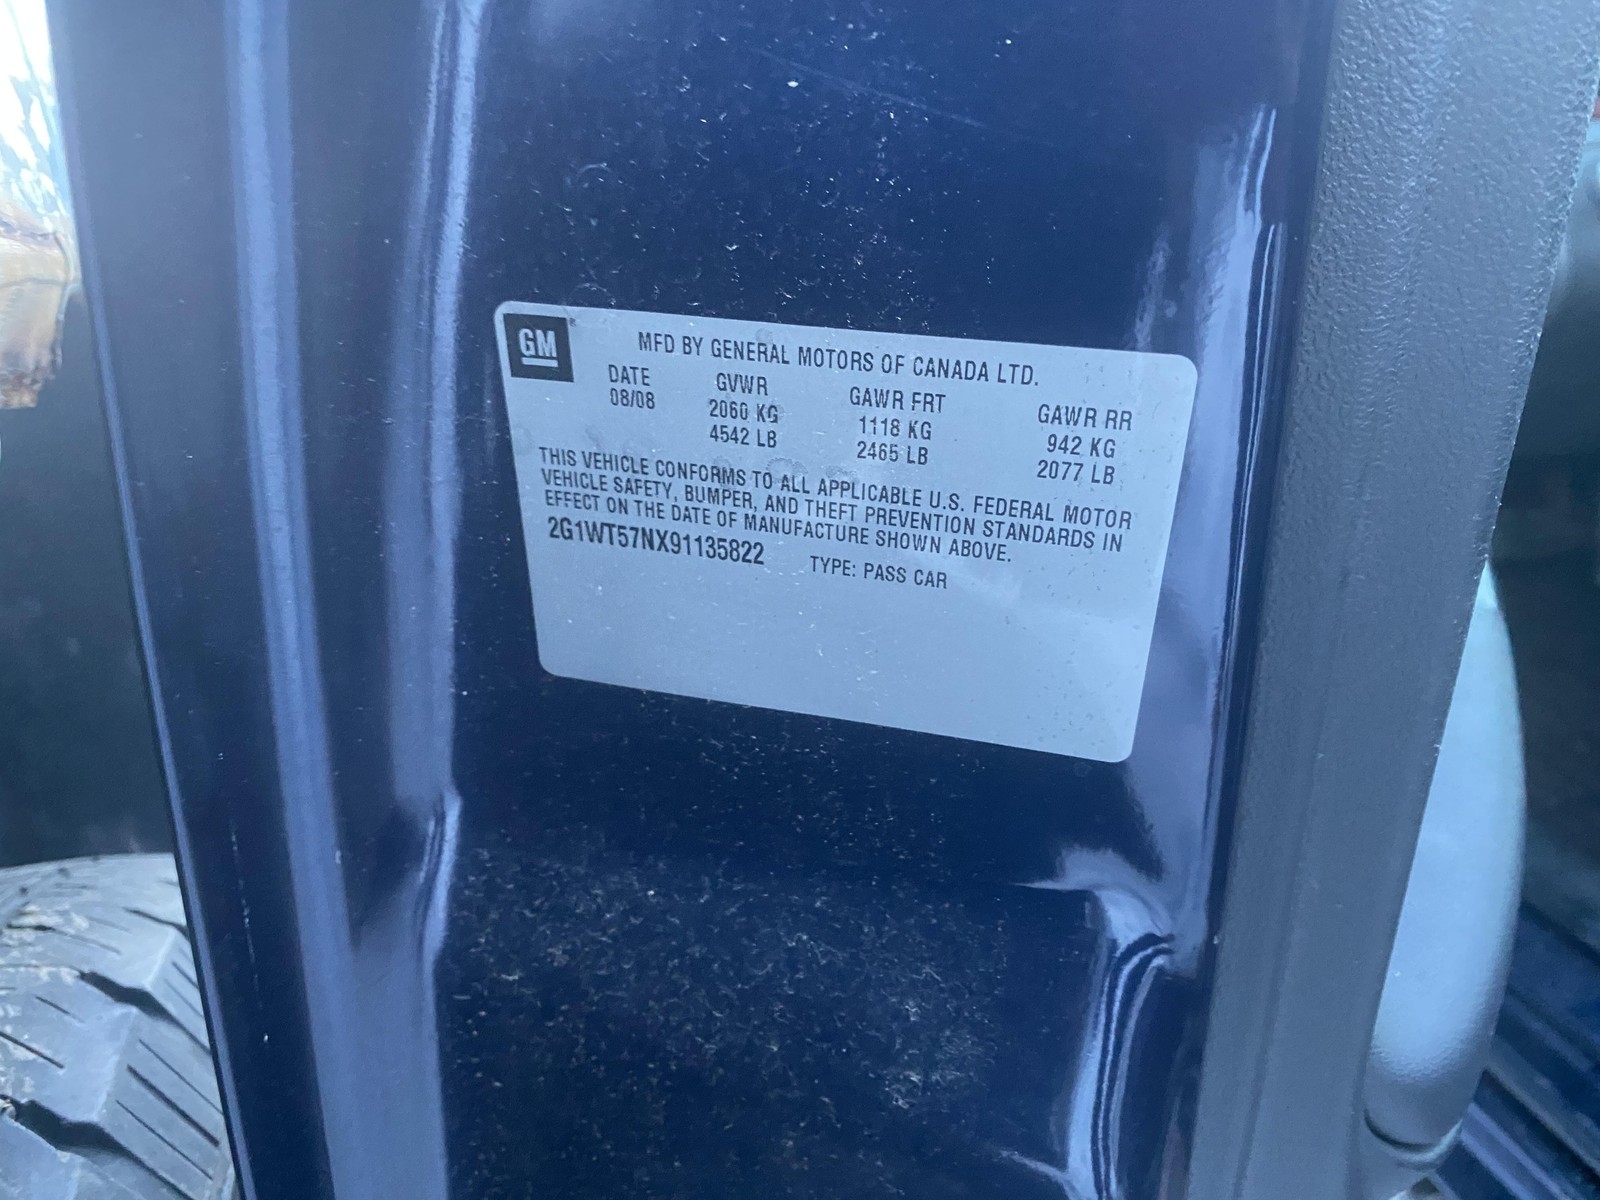 GM
MFD BY GENERAL MOTORS OF CANADA LTD.
DATE GVWR GAWR FRT GAWR RR
08/08 2060 KG 1118 KG 942 KG
4542 LB 2465 LB 2077 LB
THIS VEHICLE CONFORMS TO ALL APPLICABLE U.S. FEDERAL MOTOR
VEHICLE SAFETY, BUMPER, AND THEFT PREVENTION STANDARDS IN
EFFECT ON THE DATE OF MANUFACTURE SHOWN ABOVE.
2G1WT57NX91135822 TYPE: PASS CAR